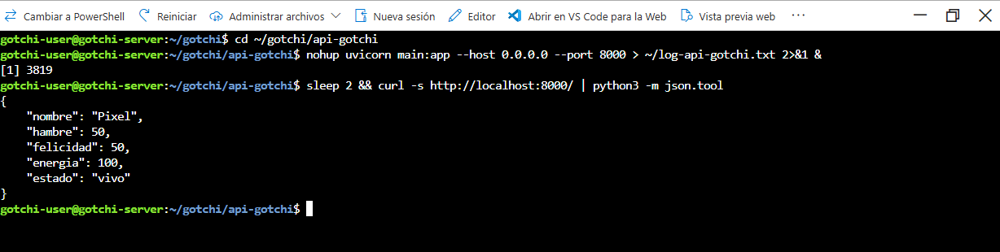 Cambiar a PowerShell Reiniciar Administrar archivos Nueva sesión Editor Abrir en VS Code para la Web Vista previa web ···
gotchi-user@gotchi-server:~/gotchi$ cd ~/gotchi/api-gotchi
gotchi-user@gotchi-server:~/gotchi/api-gotchi$ nohup uvicorn main:app --host 0.0.0.0 --port 8000 > ~/log-api-gotchi.txt 2>&1 &
[1] 3819
gotchi-user@gotchi-server:~/gotchi/api-gotchi$ sleep 2 && curl -s http://localhost:8000/ | python3 -m json.tool
{
    "nombre": "Pixel",
    "hambre": 50,
    "felicidad": 50,
    "energia": 100,
    "estado": "vivo"
}
gotchi-user@gotchi-server:~/gotchi/api-gotchi$